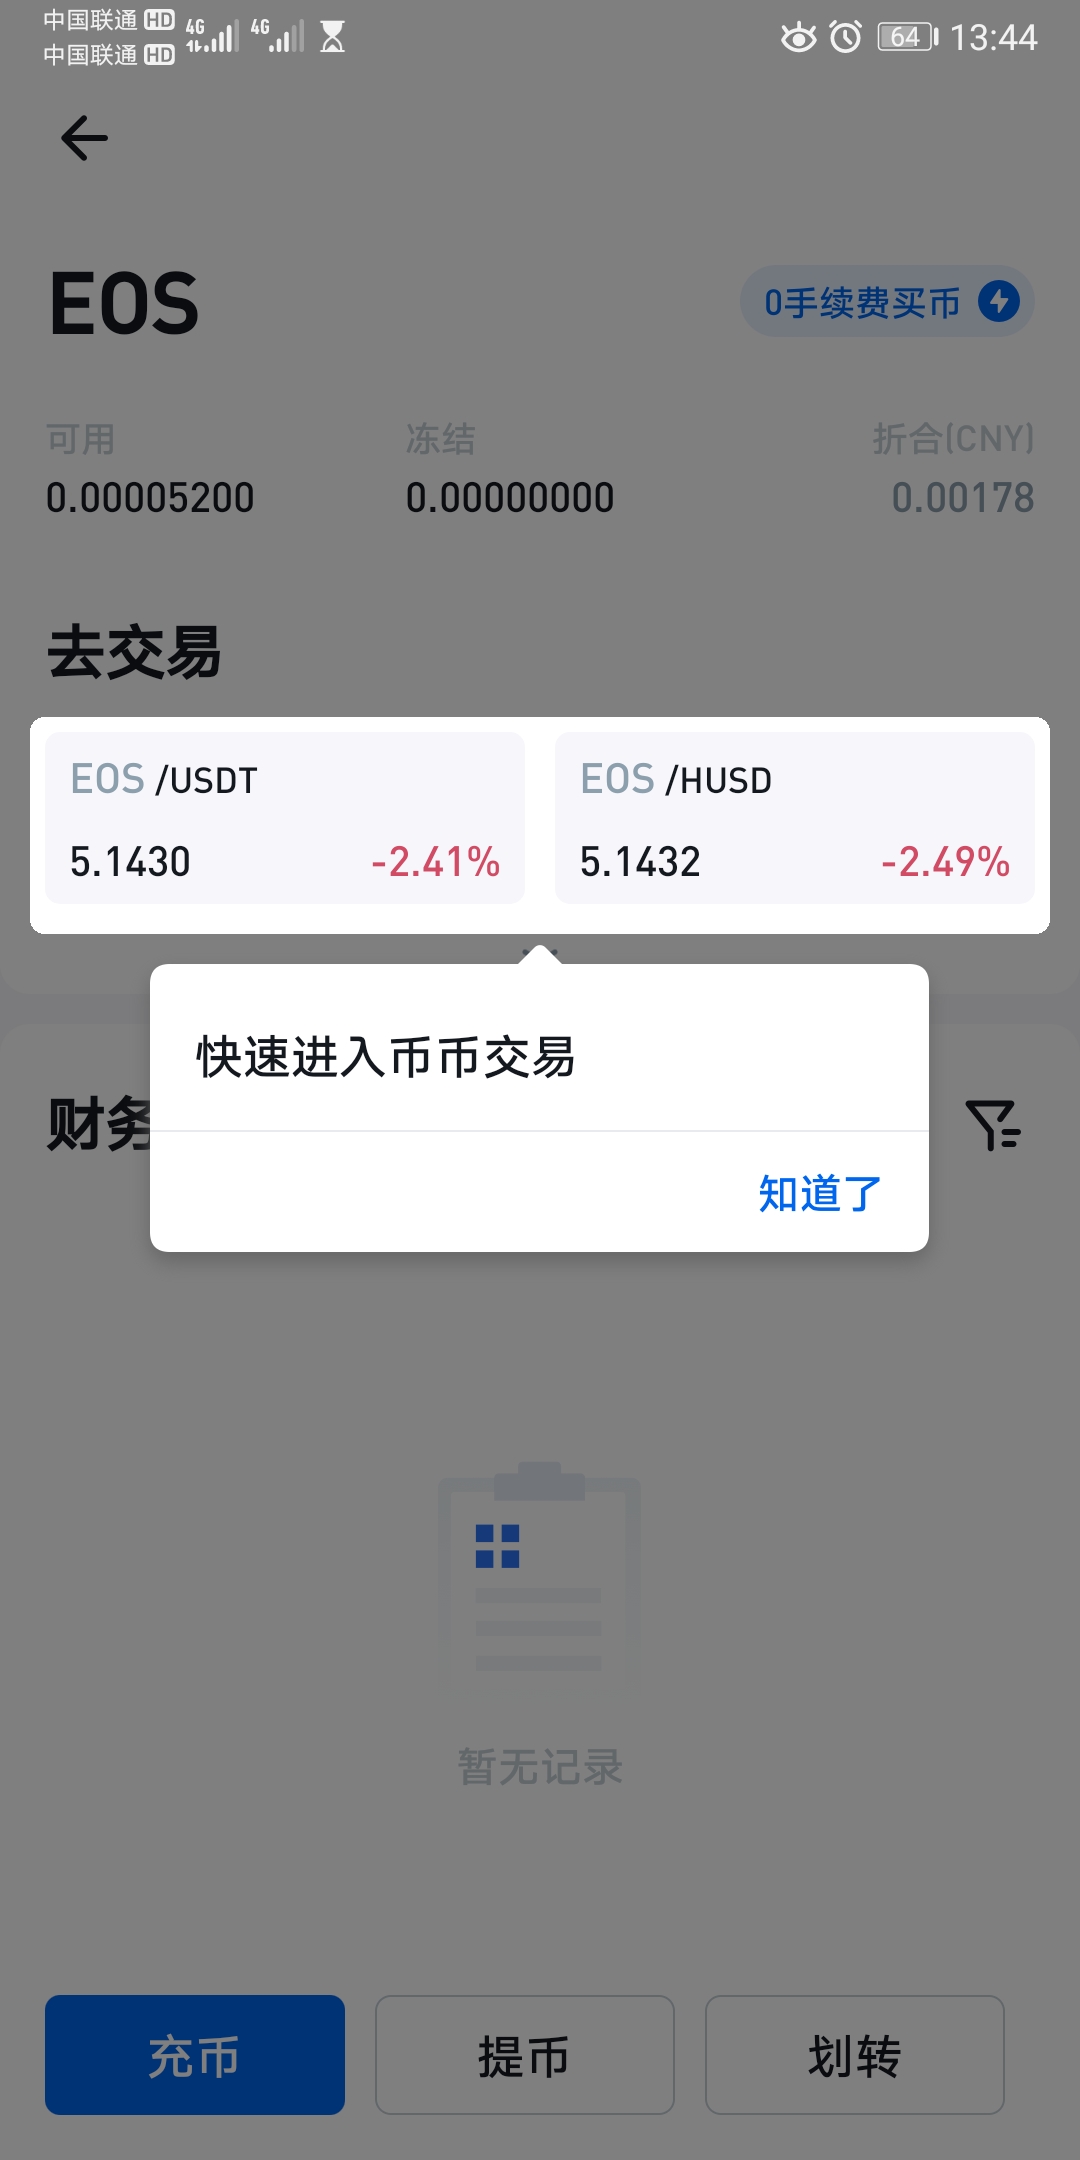 中国联通 HD 4G 4G 64 13:44
中国联通 HD
EOS
0手续费买币
可用 冻结 折合(CNY)
0.00005200 0.00000000 0.00178
去交易
EOS /USDT EOS /HUSD
5.1430 -2.41% 5.1432 -2.49%
快速进入币币交易
财务
知道了
暂无记录
充币 提币 划转